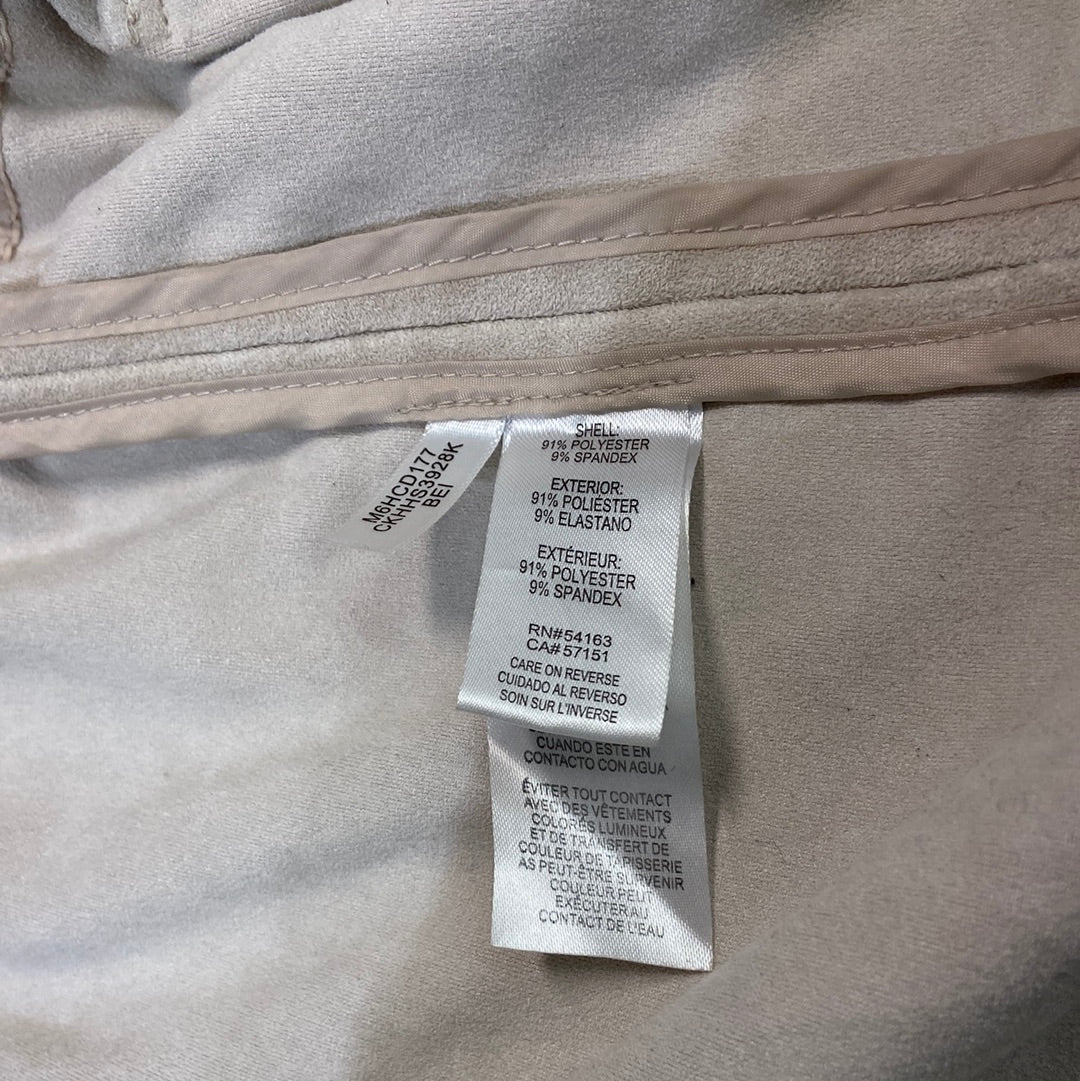 M6HCD177
CKHHS3928K
BEI
SHELL:
91% POLYESTER
9% SPANDEX
EXTERIOR:
91% POLIÉSTER
9% ELASTANO
EXTÉRIEUR:
91% POLYESTER
9% SPANDEX
RN#54163
CA#57151
CARE ON REVERSE
CUIDADO AL REVERSO
SOIN SUR L'INVERSE
CUANDO ESTE EN
CONTACTO CON AGUA
ÉVITER TOUT CONTACT
AVEC DES VÊTEMENTS
COLORÉS LUMINEUX
ET DE TRANSFERT DE
COULEUR DE TAPISSERIE
AS PEUT-ÊTRE SURVENIR
COULEUR PEUT
EXÉCUTER AU
CONTACT DE L'EAU